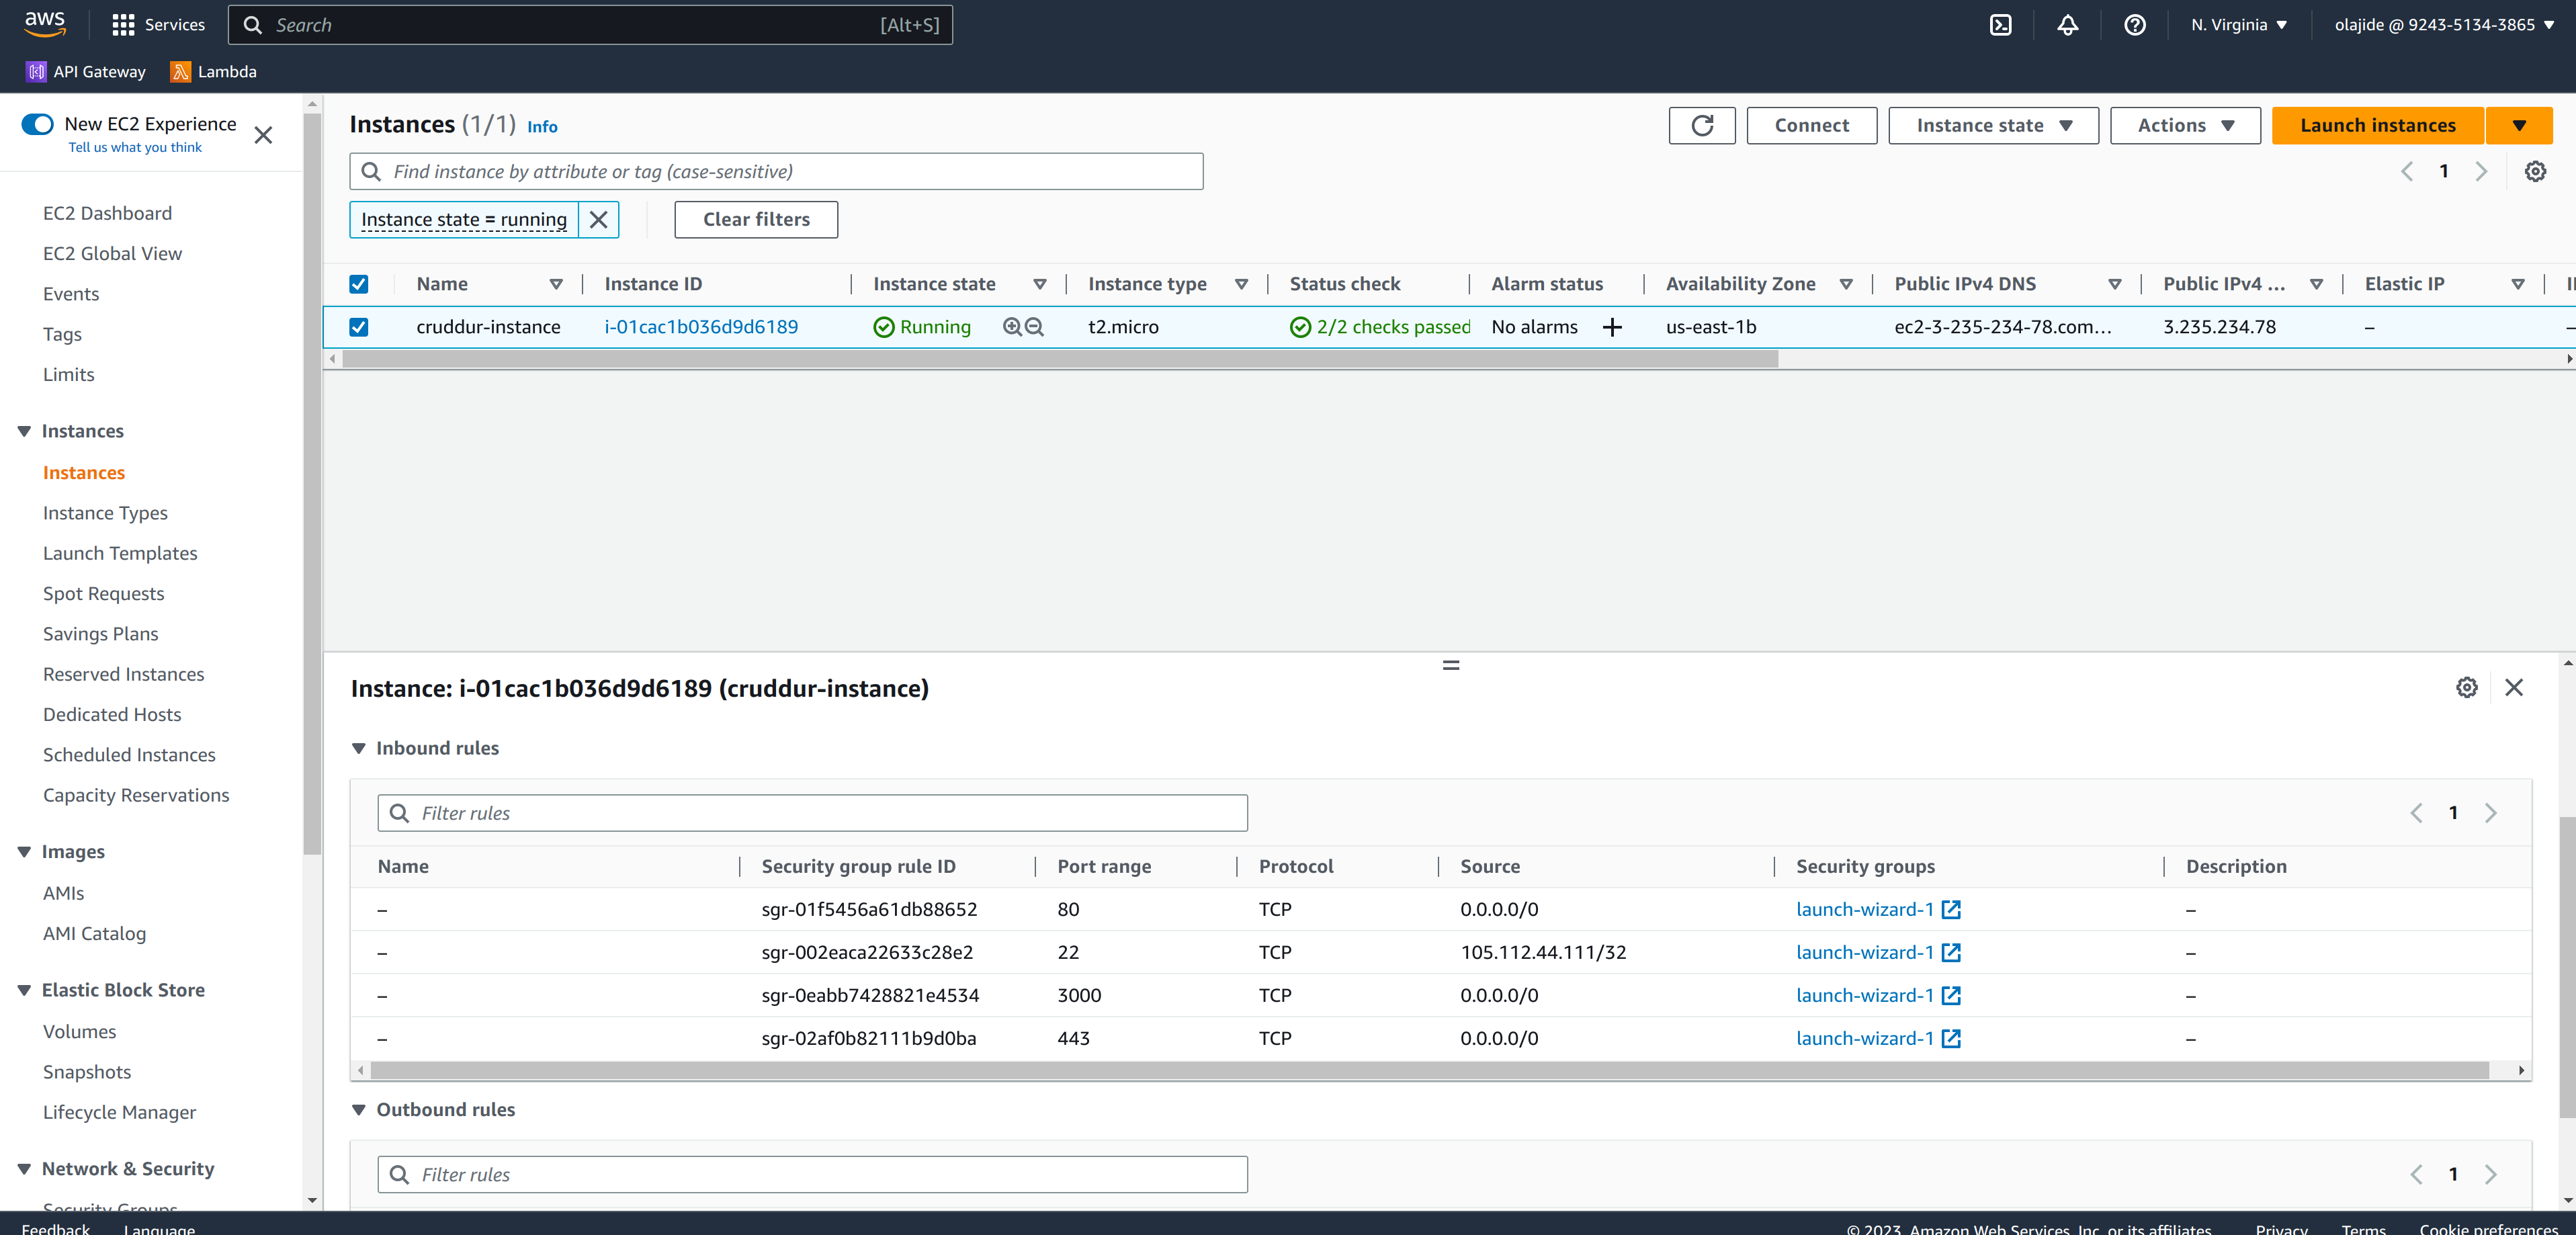 aws Services Search [Alt+S] N. Virginia olajide @ 9243-5134-3865
API Gateway Lambda
New EC2 Experience
Tell us what you think
EC2 Dashboard
EC2 Global View
Events
Tags
Limits
Instances
Instances
Instance Types
Launch Templates
Spot Requests
Savings Plans
Reserved Instances
Dedicated Hosts
Scheduled Instances
Capacity Reservations
Images
AMIs
AMI Catalog
Elastic Block Store
Volumes
Snapshots
Lifecycle Manager
Network & Security
Security Groups
Instances (1/1) Info Connect Instance state Actions Launch instances
Find instance by attribute or tag (case-sensitive) 1
Instance state = running Clear filters
Name Instance ID Instance state Instance type Status check Alarm status Availability Zone Public IPv4 DNS Public IPv4 ... Elastic IP
cruddur-instance i-01cac1b036d9d6189 Running t2.micro 2/2 checks passed No alarms + us-east-1b ec2-3-235-234-78.com... 3.235.234.78 – –
Instance: i-01cac1b036d9d6189 (cruddur-instance)
Inbound rules
Filter rules 1
Name Security group rule ID Port range Protocol Source Security groups Description
– sgr-01f5456a61db88652 80 TCP 0.0.0.0/0 launch-wizard-1 –
– sgr-002eaca22633c28e2 22 TCP 105.112.44.111/32 launch-wizard-1 –
– sgr-0eabb7428821e4534 3000 TCP 0.0.0.0/0 launch-wizard-1 –
– sgr-02af0b82111b9d0ba 443 TCP 0.0.0.0/0 launch-wizard-1 –
Outbound rules
Filter rules 1
Feedback Language © 2023, Amazon Web Services, Inc. or its affiliates. Privacy Terms Cookie preferences